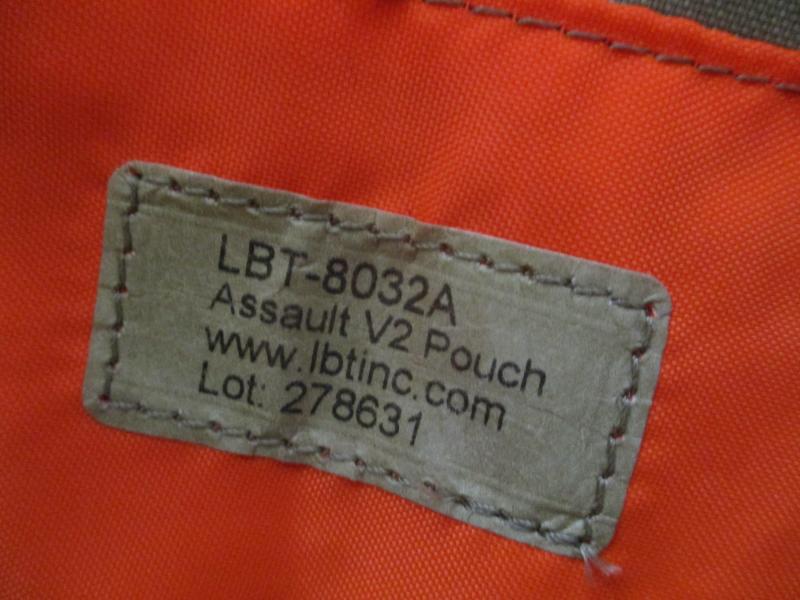 LBT-8032A
Assault V2 Pouch
www.lbtinc.com
Lot: 278631